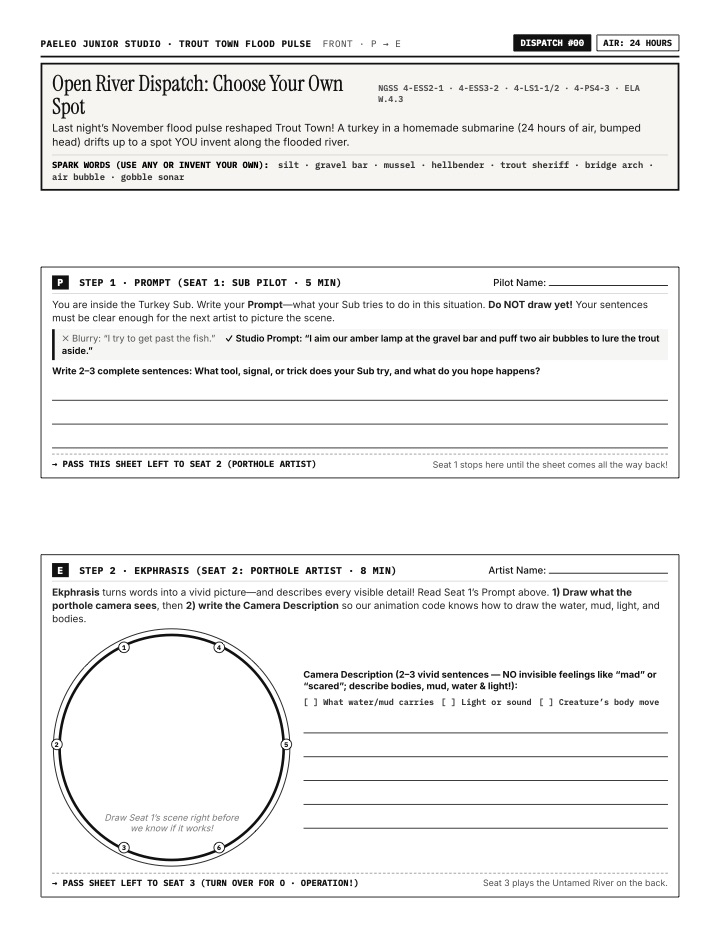 PAELEO JUNIOR STUDIO · TROUT TOWN FLOOD PULSE FRONT · P → E
DISPATCH #00 AIR: 24 HOURS
Open River Dispatch: Choose Your Own
Spot
NGSS 4-ESS2-1 · 4-ESS3-2 · 4-LS1-1/2 · 4-PS4-3 · ELA
W.4.3
Last night’s November flood pulse reshaped Trout Town! A turkey in a homemade submarine (24 hours of air, bumped
head) drifts up to a spot YOU invent along the flooded river.
SPARK WORDS (USE ANY OR INVENT YOUR OWN): silt · gravel bar · mussel · hellbender · trout sheriff · bridge arch ·
air bubble · gobble sonar
P STEP 1 · PROMPT (SEAT 1: SUB PILOT · 5 MIN) Pilot Name:
You are inside the Turkey Sub. Write your Prompt—what your Sub tries to do in this situation. Do NOT draw yet! Your sentences
must be clear enough for the next artist to picture the scene.
✕ Blurry: “I try to get past the fish.” ✓ Studio Prompt: “I aim our amber lamp at the gravel bar and puff two air bubbles to lure the trout
aside.”
Write 2–3 complete sentences: What tool, signal, or trick does your Sub try, and what do you hope happens?
→ PASS THIS SHEET LEFT TO SEAT 2 (PORTHOLE ARTIST) Seat 1 stops here until the sheet comes all the way back!
E STEP 2 · EKPHRASIS (SEAT 2: PORTHOLE ARTIST · 8 MIN) Artist Name:
Ekphrasis turns words into a vivid picture—and describes every visible detail! Read Seat 1’s Prompt above. 1) Draw what the
porthole camera sees, then 2) write the Camera Description so our animation code knows how to draw the water, mud, light, and
bodies.
1 4
2 5
3 6
Draw Seat 1’s scene right before
we know if it works!
Camera Description (2–3 vivid sentences — NO invisible feelings like “mad” or
“scared”; describe bodies, mud, water & light!):
[ ] What water/mud carries [ ] Light or sound [ ] Creature’s body move
→ PASS SHEET LEFT TO SEAT 3 (TURN OVER FOR O · OPERATION!) Seat 3 plays the Untamed River on the back.